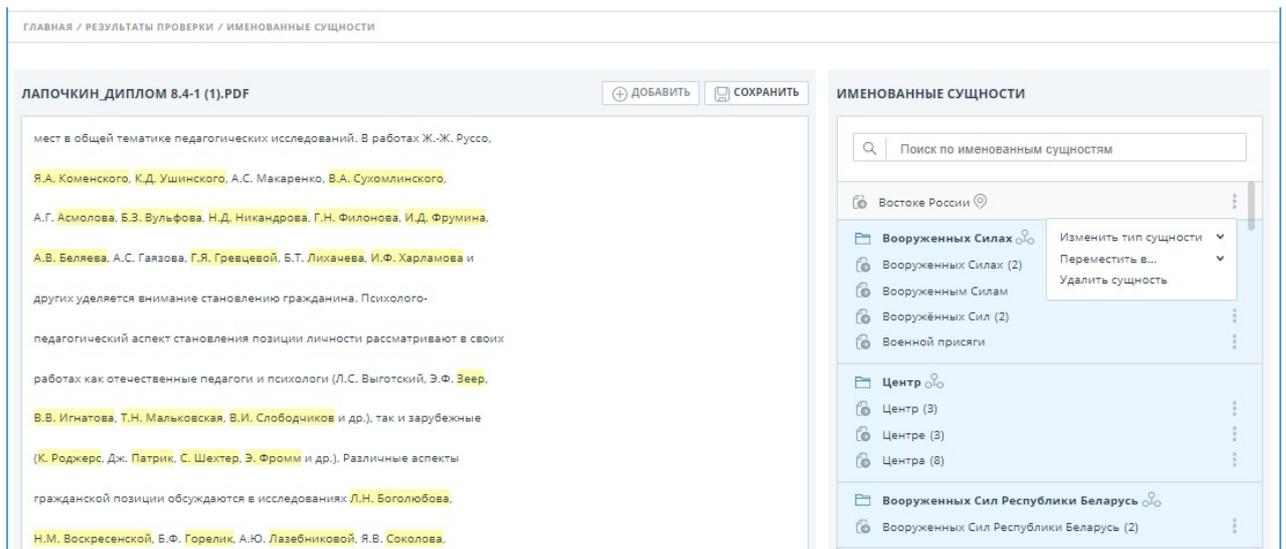 ГЛАВНАЯ / РЕЗУЛЬТАТЫ ПРОВЕРКИ / ИМЕНОВАННЫЕ СУЩНОСТИ
ЛАПОЧКИН_ДИПЛОМ 8.4-1 (1).PDF
ДОБАВИТЬ
СОХРАНИТЬ
мест в общей тематике педагогических исследований. В работах Ж.-Ж. Руссо,
Я.А. Коменского, К.Д. Ушинского, А.С. Макаренко, В.А. Сухомлинского,
А.Г. Асмолова, Б.З. Вульфова, Н.Д. Никандрова, Г.Н. Филонова, И.Д. Фрумина,
А.В. Беляева, А.С. Гаязова, Г.Я. Гревцевой, Б.Т. Лихачева, И.Ф. Харламова и
других уделяется внимание становлению гражданина. Психолого-
педагогический аспект становления позиции личности рассматривают в своих
работах как отечественные педагоги и психологи (Л.С. Выготский, Э.Ф. Зеер,
В.В. Игнатова, Т.Н. Мальковская, В.И. Слободчиков и др.), так и зарубежные
(К. Роджерс, Дж. Патрик, С. Шехтер, Э. Фромм и др.). Различные аспекты
гражданской позиции обсуждаются в исследованиях Л.Н. Боголюбова,
Н.М. Воскресенской, Б.Ф. Горелик, А.Ю. Лазебниковой, Я.В. Соколова,
ИМЕНОВАННЫЕ СУЩНОСТИ
Поиск по именованным сущностям
Востоке России
Вооруженных Силах
Вооруженных Силах (2)
Вооруженным Силам
Вооружённых Сил (2)
Военной присяги
Изменить тип сущности
Переместить в...
Удалить сущность
Центр
Центр (3)
Центре (3)
Центра (8)
Вооруженных Сил Республики Беларусь
Вооруженных Сил Республики Беларусь (2)